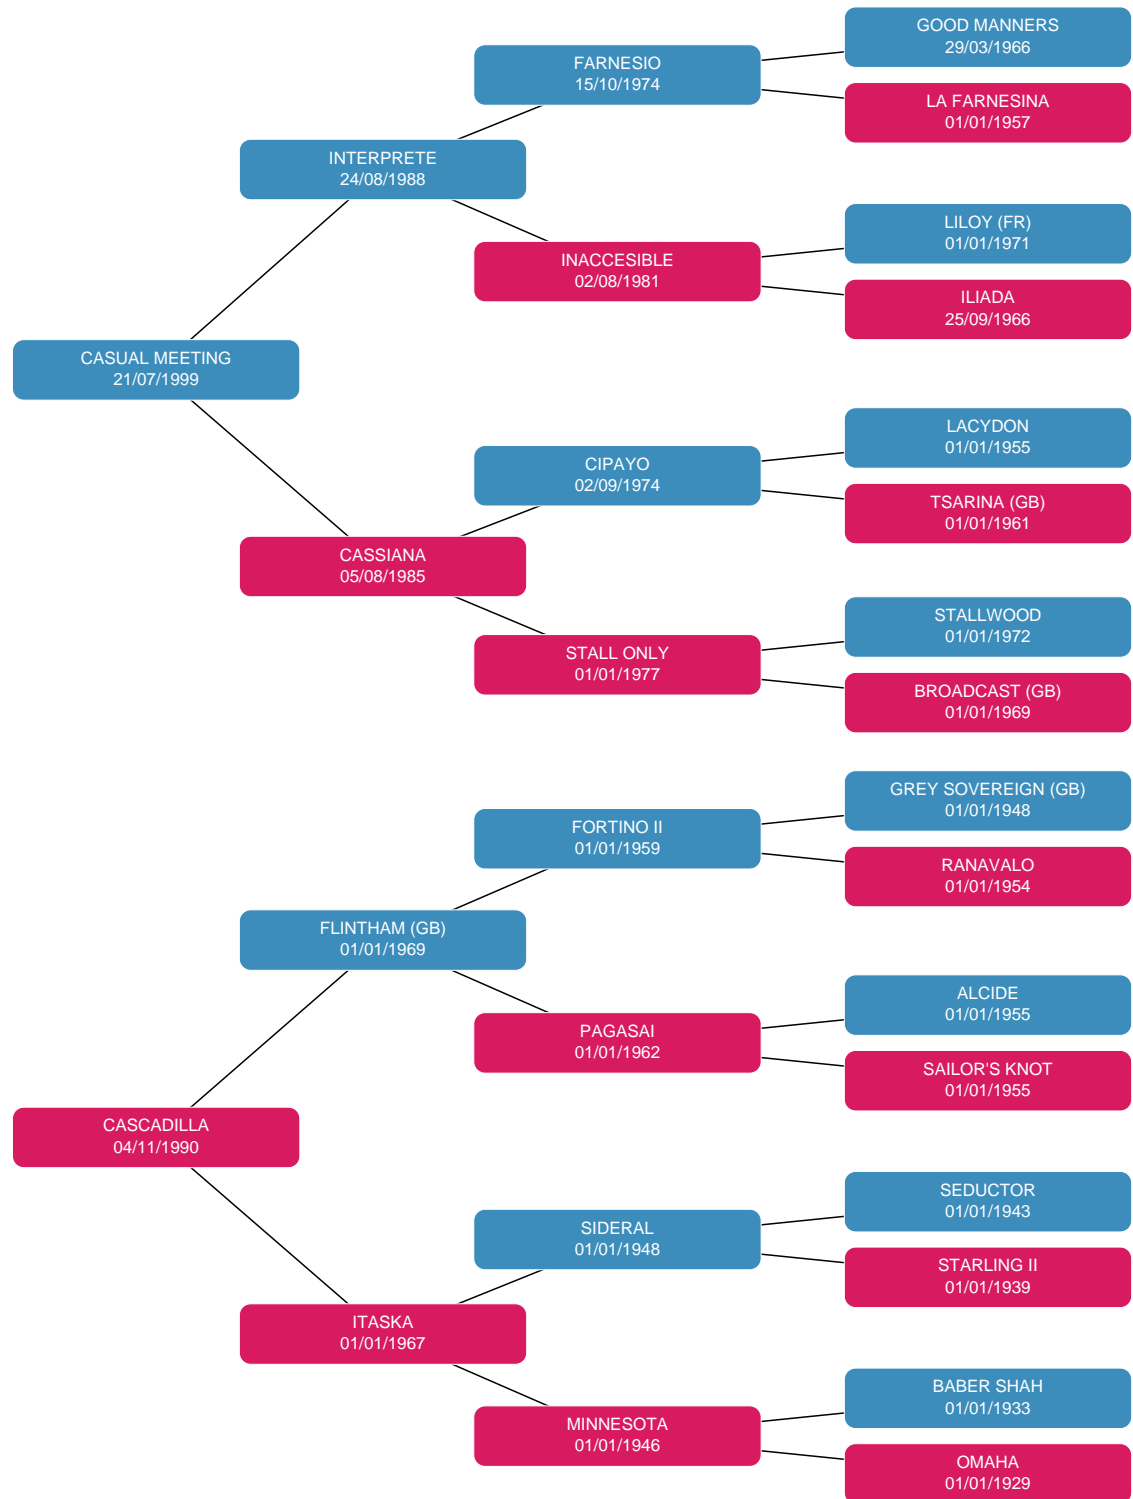 GOOD MANNERS
29/03/1966
FARNESIO
15/10/1974
LA FARNESINA
01/01/1957
INTERPRETE
24/08/1988
LILOY (FR)
01/01/1971
INACCESIBLE
02/08/1981
ILIADA
25/09/1966
CASUAL MEETING
21/07/1999
LACYDON
01/01/1955
CIPAYO
02/09/1974
TSARINA (GB)
01/01/1961
CASSIANA
05/08/1985
STALLWOOD
01/01/1972
STALL ONLY
01/01/1977
BROADCAST (GB)
01/01/1969
GREY SOVEREIGN (GB)
01/01/1948
FORTINO II
01/01/1959
RANAVALO
01/01/1954
FLINTHAM (GB)
01/01/1969
ALCIDE
01/01/1955
PAGASAI
01/01/1962
SAILOR'S KNOT
01/01/1955
CASCADILLA
04/11/1990
SEDUCTOR
01/01/1943
SIDERAL
01/01/1948
STARLING II
01/01/1939
ITASKA
01/01/1967
BABER SHAH
01/01/1933
MINNESOTA
01/01/1946
OMAHA
01/01/1929